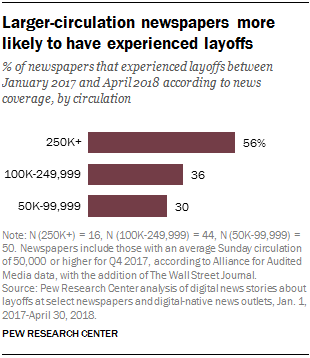 Larger-circulation newspapers more
likely to have experienced layoffs
% of newspapers that experienced layoffs between
January 2017 and April 2018 according to news
coverage, by circulation
250K+ 56%
100K-249,999 36
50K-99,999 30
Note: N (250K+) = 16, N (100K-249,999) = 44, N (50K-99,999) =
50. Newspapers include those with an average Sunday circulation
of 50,000 or higher for Q4 2017, according to Alliance for Audited
Media data, with the addition of The Wall Street Journal.
Source: Pew Research Center analysis of digital news stories about
layoffs at select newspapers and digital-native news outlets, Jan. 1,
2017-April 30, 2018.
PEW RESEARCH CENTER